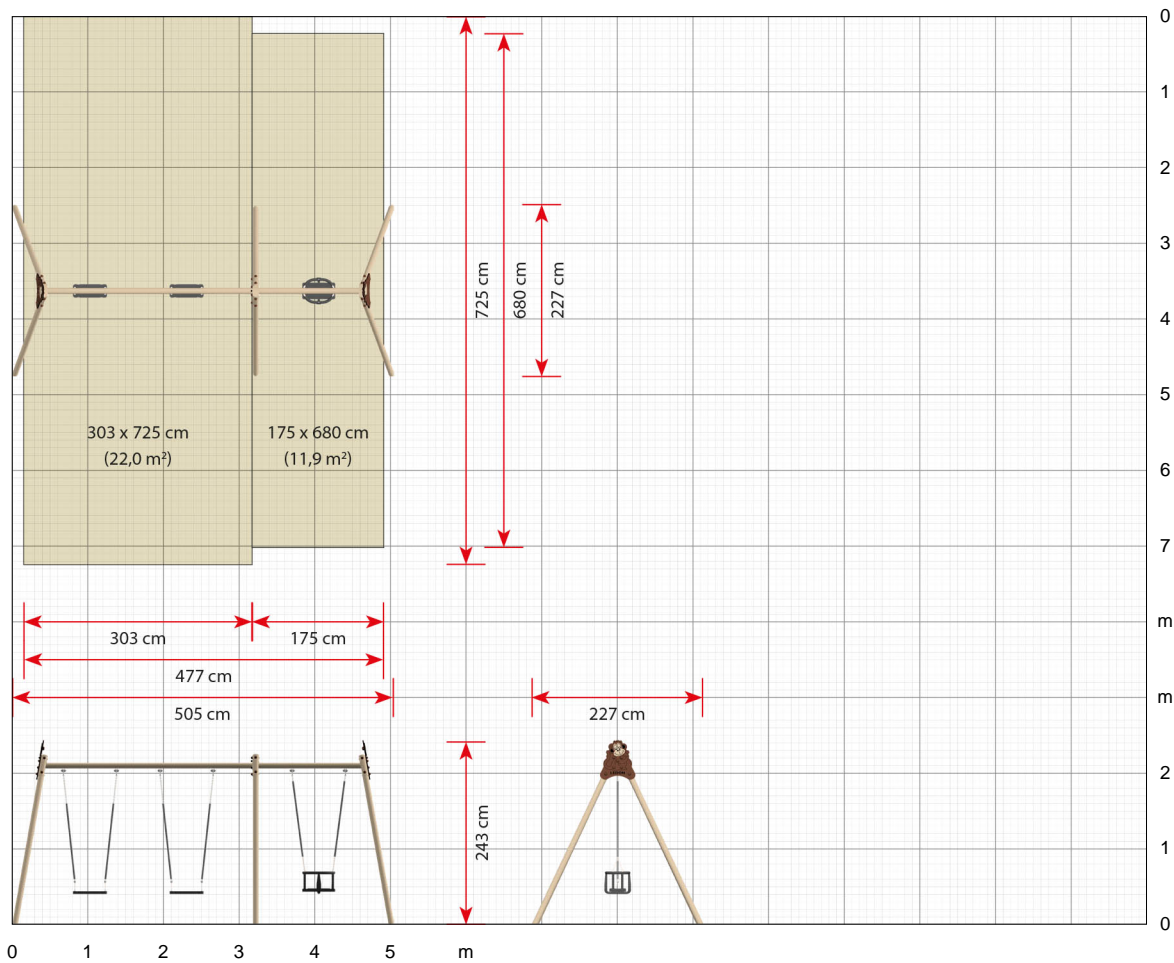 0
1
2
3
4
5
6
7
m
m
2
1
0
725 cm
680 cm
227 cm
303 x 725 cm
(22,0 m²)
175 x 680 cm
(11,9 m²)
303 cm
175 cm
477 cm
505 cm
227 cm
243 cm
0 1 2 3 4 5 m